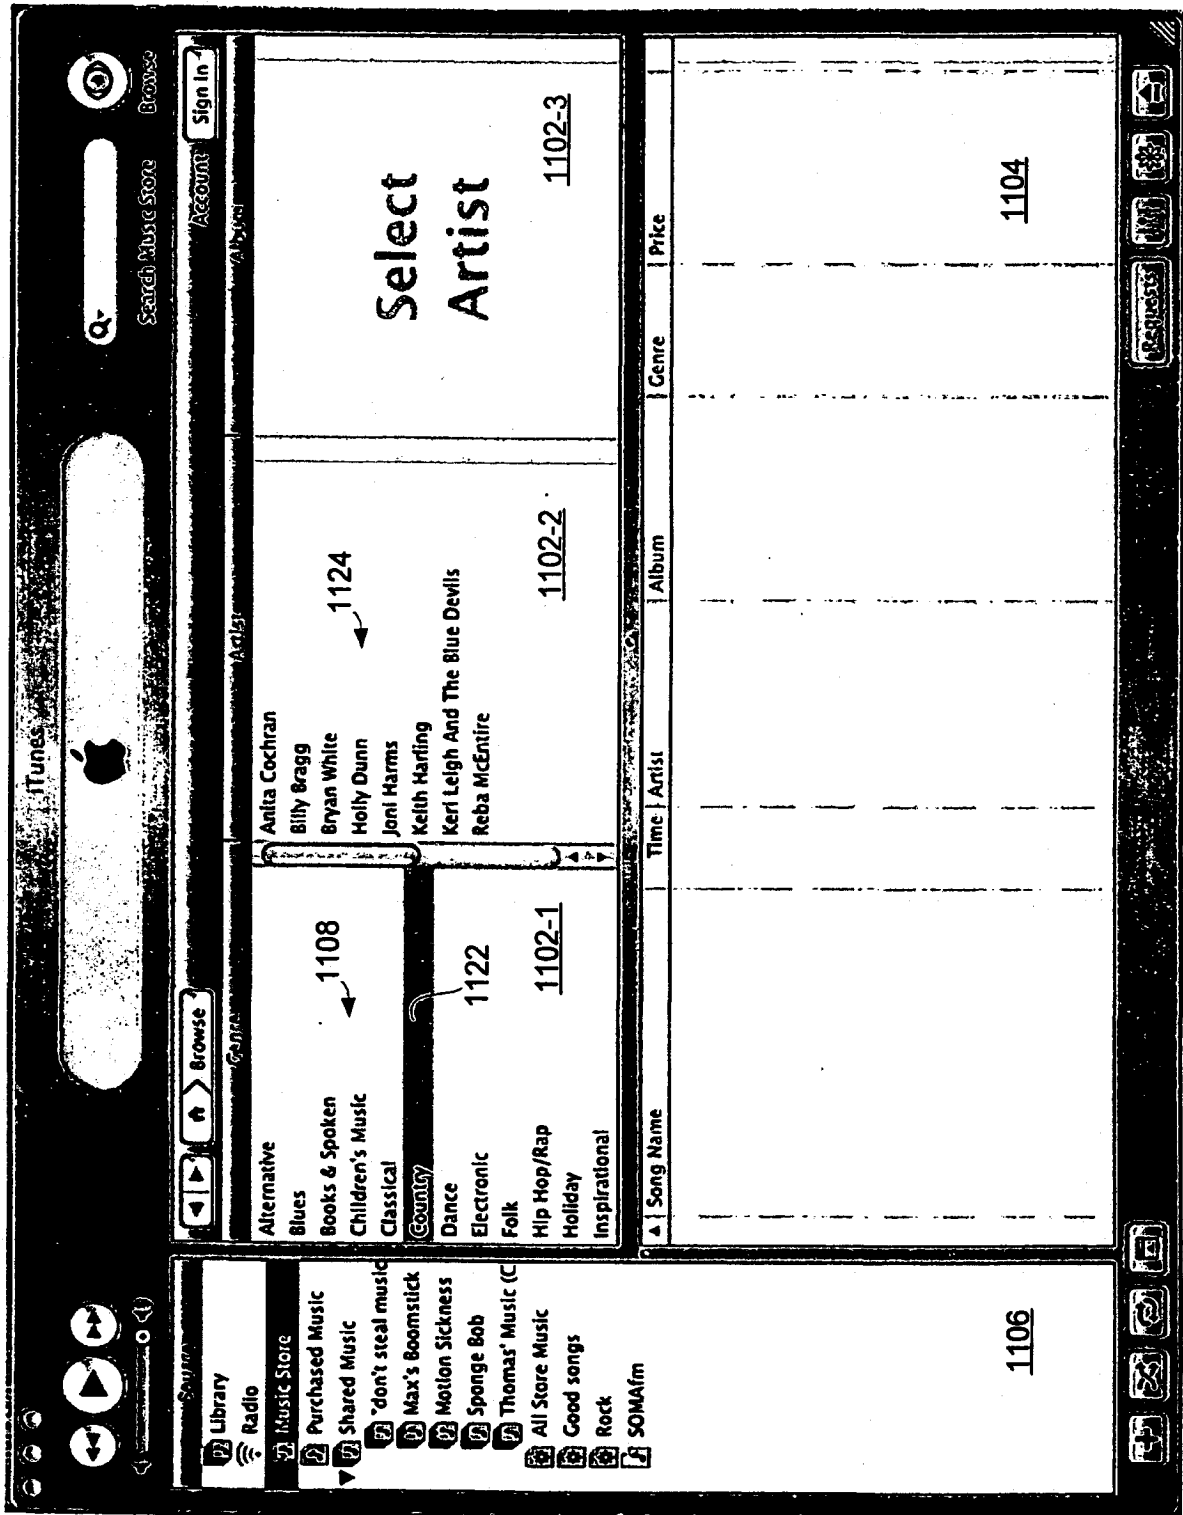 iTunes
Search Music Store
Browse
Source
Library
Radio
Music Store
Purchased Music
Shared Music
"don't steal music
Max's Boomstick
Motion Sickness
Sponge Bob
Thomas' Music (C
All Store Music
Good songs
Rock
SOMAfm
1106
Browse
Account
Sign In
Genre
Artist
Album
Alternative
Blues
Books & Spoken
Children's Music
Classical
Country
Dance
Electronic
Folk
Hip Hop/Rap
Holiday
Inspirational
1108
1122
1102-1
Anita Cochran
Billy Bragg
Bryan White
Holly Dunn
Joni Harms
Keith Harling
Keri Leigh And The Blue Devils
Reba McEntire
1124
1102-2
Select
Artist
1102-3
Song Name
Time
Artist
Album
Genre
Price
1104
Requests